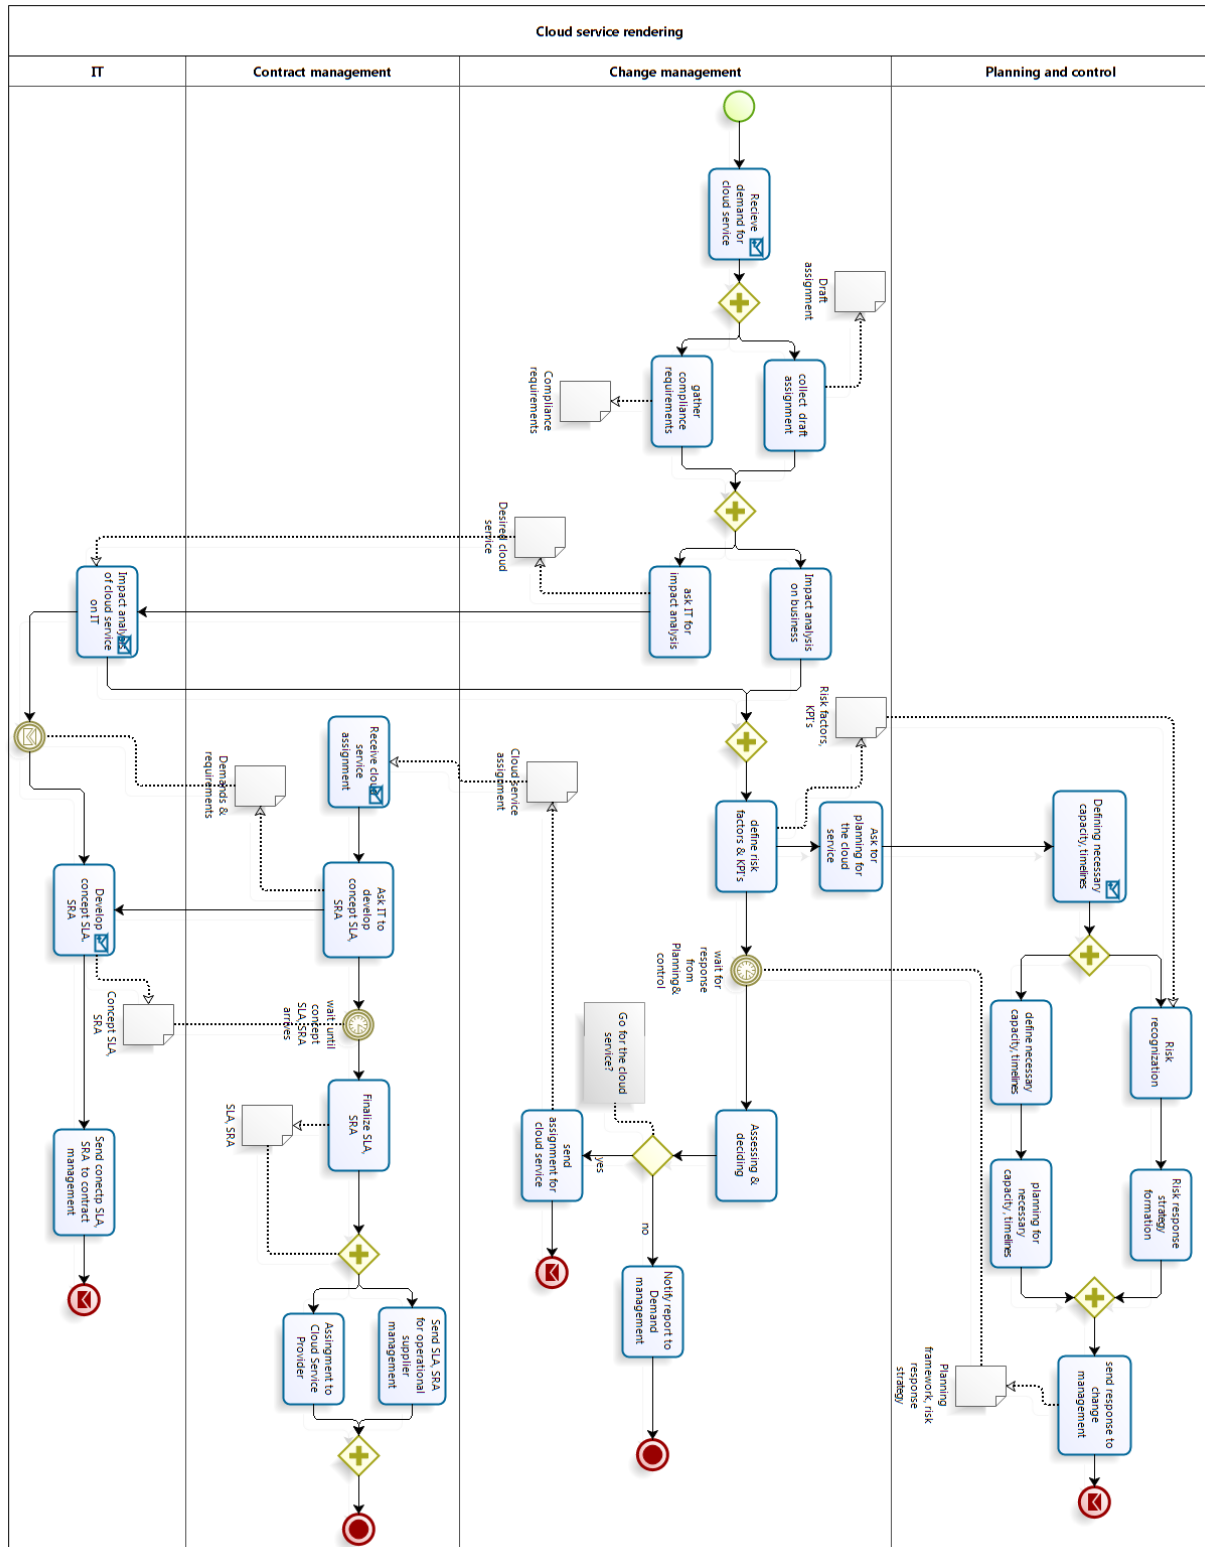 Cloud service rendering
IT
Contract management
Change management
Planning and control
Recieve
demand for
cloud service
Draft
assignment
collect draft
assignment
gather
compliance
requirements
Compliance
requirements
Desired cloud
service
Impact analysis
of cloud service
on IT
ask IT for
impact analysis
Impact analysis
on business
Risk factors,
KPI's
Receive cloud
service
assignment
Demands &
requirements
Cloud service
assignment
define risk
factors & KPI's
Ask for
planning for
the cloud
service
Defining necessary
capacity, timelines
Develop
concept SLA,
SRA
Ask IT to
develop
concept SLA,
SRA
wait for
response
from
Planning&
control
Concept SLA,
SRA
wait until
concept
SLA,SRA
arrives
Go for the cloud
service?
define necessary
capacity, timelines
Risk
recognization
Finalize SLA,
SRA
SLA, SRA
Send conectp SLA,
SRA to contract
management
send
assignment for
cloud service
yes
no
Assessing &
deciding
planning for
necessary
capacity, timelines
Risk response
strategy
formation
Notify report to
Demand
management
Assingment to
Cloud Service
Provider
Send SLA, SRA
for operational
supplier
management
Planning
framework, risk
response
strategy
send response to
change
management